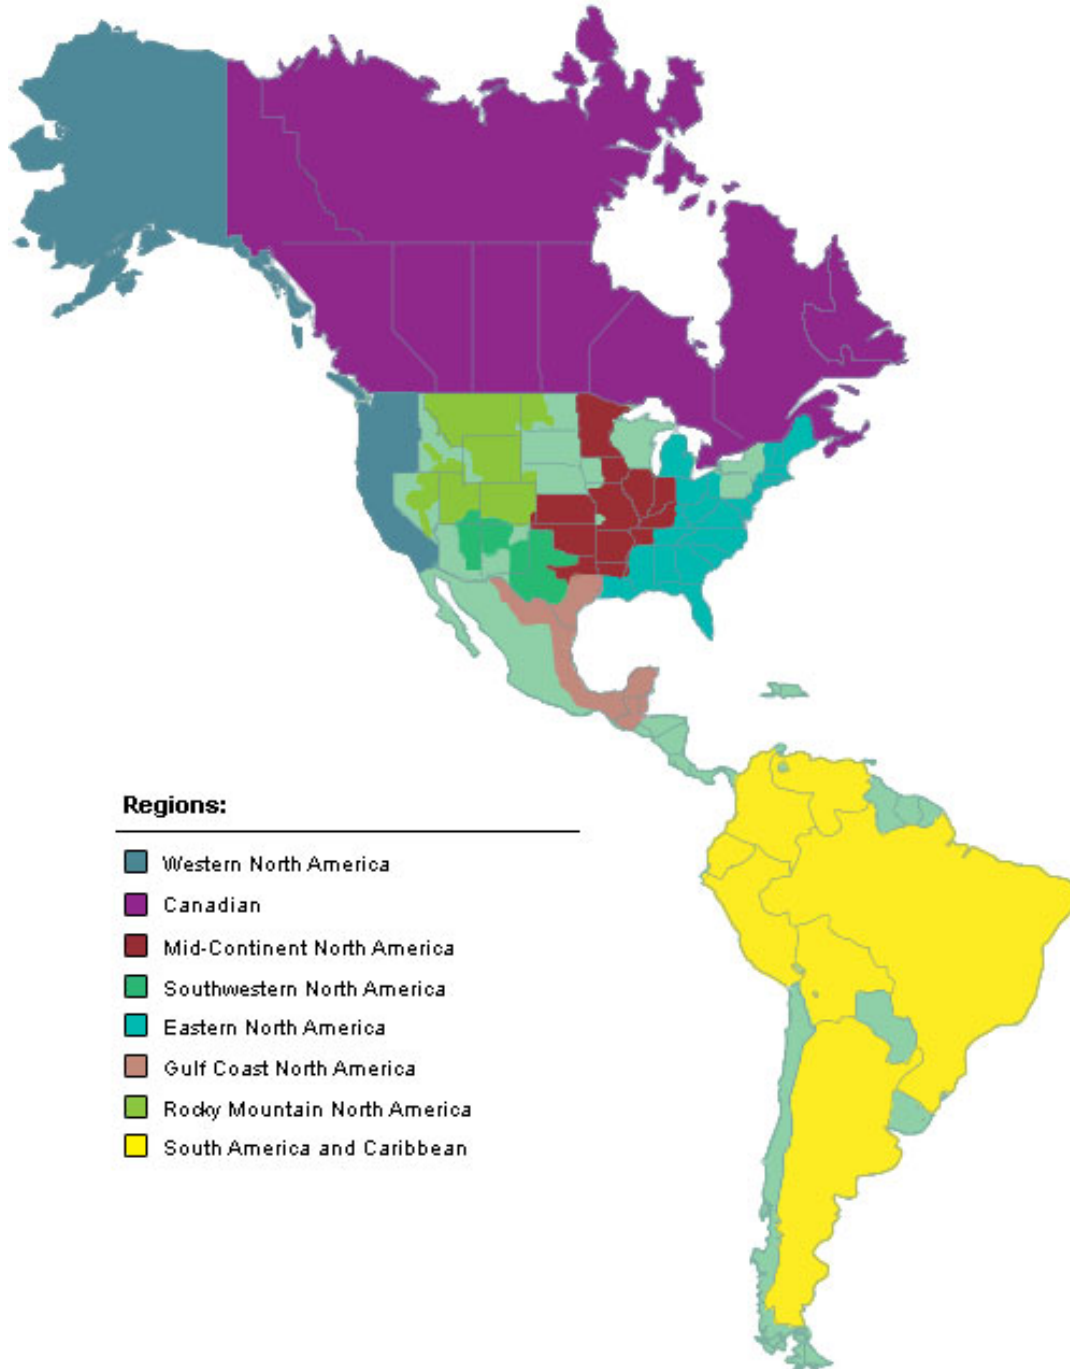 Regions:
Western North America
Canadian
Mid-Continent North America
Southwestern North America
Eastern North America
Gulf Coast North America
Rocky Mountain North America
South America and Caribbean